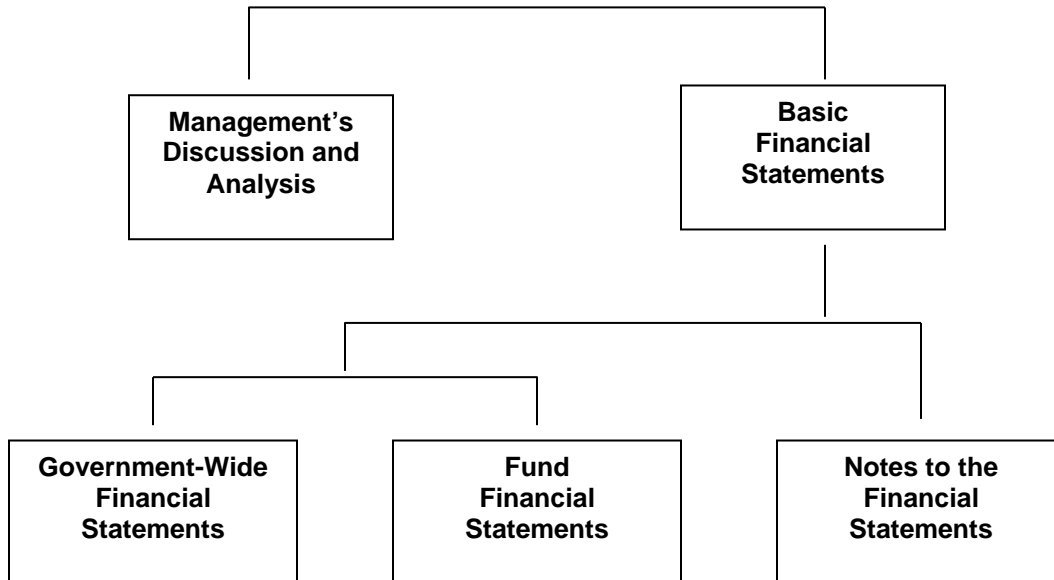 Management’s
Discussion and
Analysis
Basic
Financial
Statements
Government-Wide
Financial
Statements
Fund
Financial
Statements
Notes to the
Financial
Statements